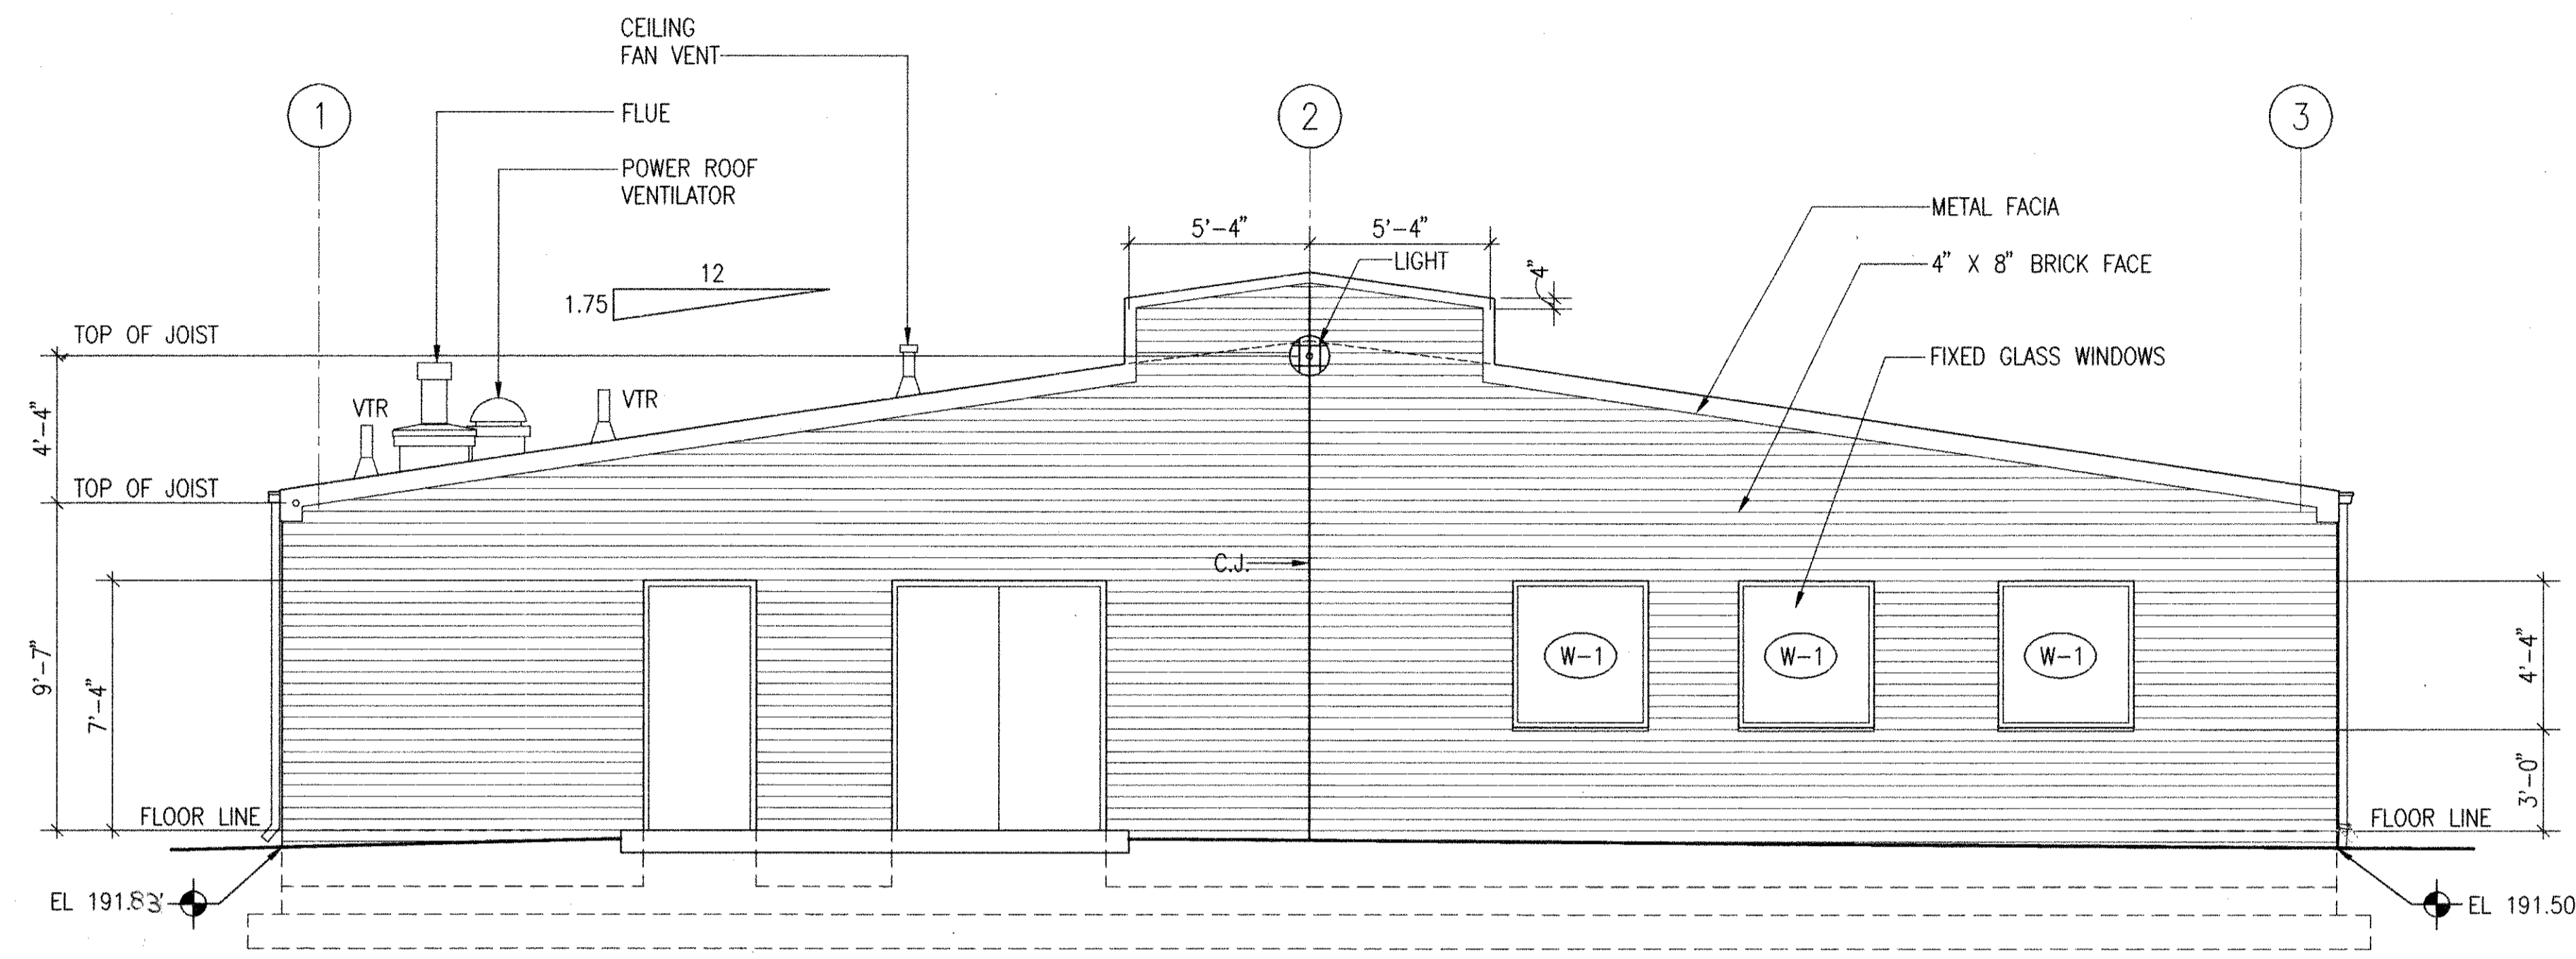 CEILING
FAN VENT
FLUE
POWER ROOF
VENTILATOR
1
2
3
METAL FACIA
4" X 8" BRICK FACE
5'-4"
5'-4"
LIGHT
4"
12
1.75
FIXED GLASS WINDOWS
TOP OF JOIST
VTR
VTR
4'-4"
TOP OF JOIST
C.J.
W-1
W-1
W-1
9'-7"
7'-4"
4'-4"
3'-0"
FLOOR LINE
FLOOR LINE
EL 191.83'
EL 191.50